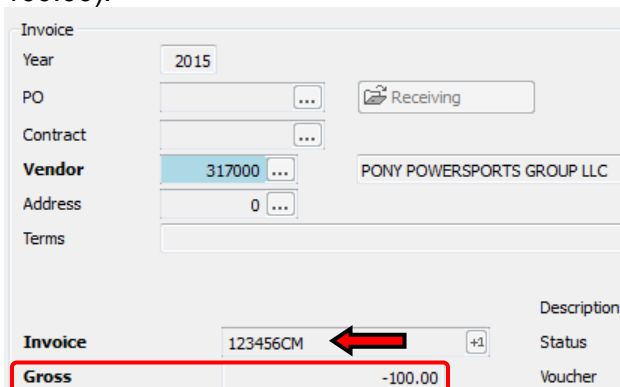 Invoice
Year 2015
PO ... Receiving
Contract ...
Vendor 317000 ... PONY POWERSPORTS GROUP LLC
Address 0 ...
Terms
Description
Invoice 123456CM +1 Status
Gross -100.00 Voucher